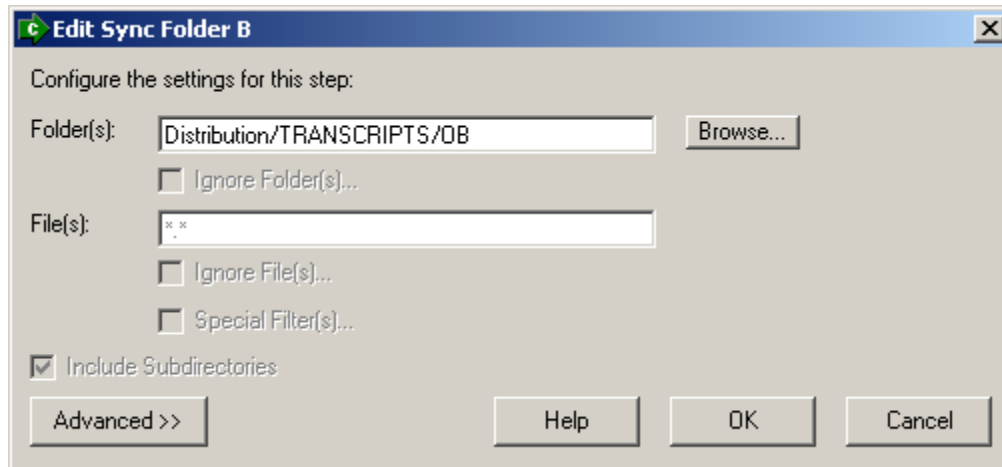 Edit Sync Folder B
Configure the settings for this step:
Folder(s): Distribution/TRANSCRIPTS/OB Browse...
Ignore Folder(s)...
File(s): *.*
Ignore File(s)...
Special Filter(s)...
Include Subdirectories
Advanced >> Help OK Cancel